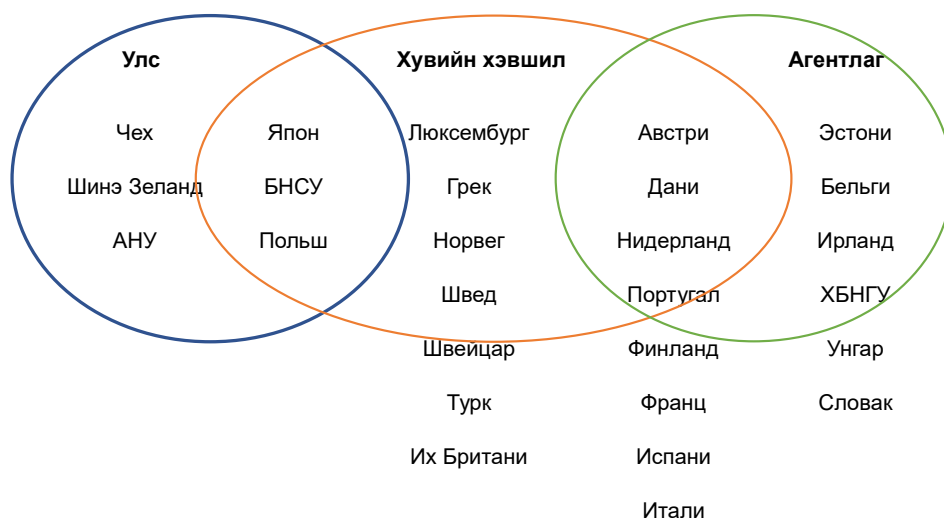 Улс Хувийн хэвшил Агентлаг
Чех Япон Люксембург Австри Эстони
Шинэ Зеланд БНСУ Грек Дани Бельги
АНУ Польш Норвег Нидерланд Ирланд
Швед Португал ХБНГУ
Швейцар Финланд Унгар
Турк Франц Словак
Их Британи Испани
Итали